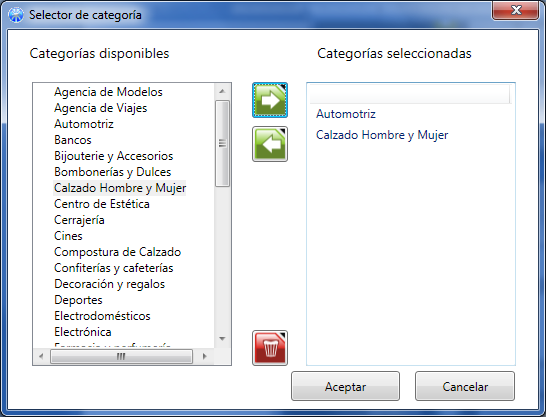 Selector de categoría
Categorías disponibles
Categorías seleccionadas
Agencia de Modelos
Agencia de Viajes
Automotriz
Bancos
Bijouterie y Accesorios
Bombonerías y Dulces
Calzado Hombre y Mujer
Centro de Estética
Cerrajería
Cines
Compostura de Calzado
Confiterías y cafeterías
Decoración y regalos
Deportes
Electrodomésticos
Electrónica
Automotriz
Calzado Hombre y Mujer
Aceptar
Cancelar